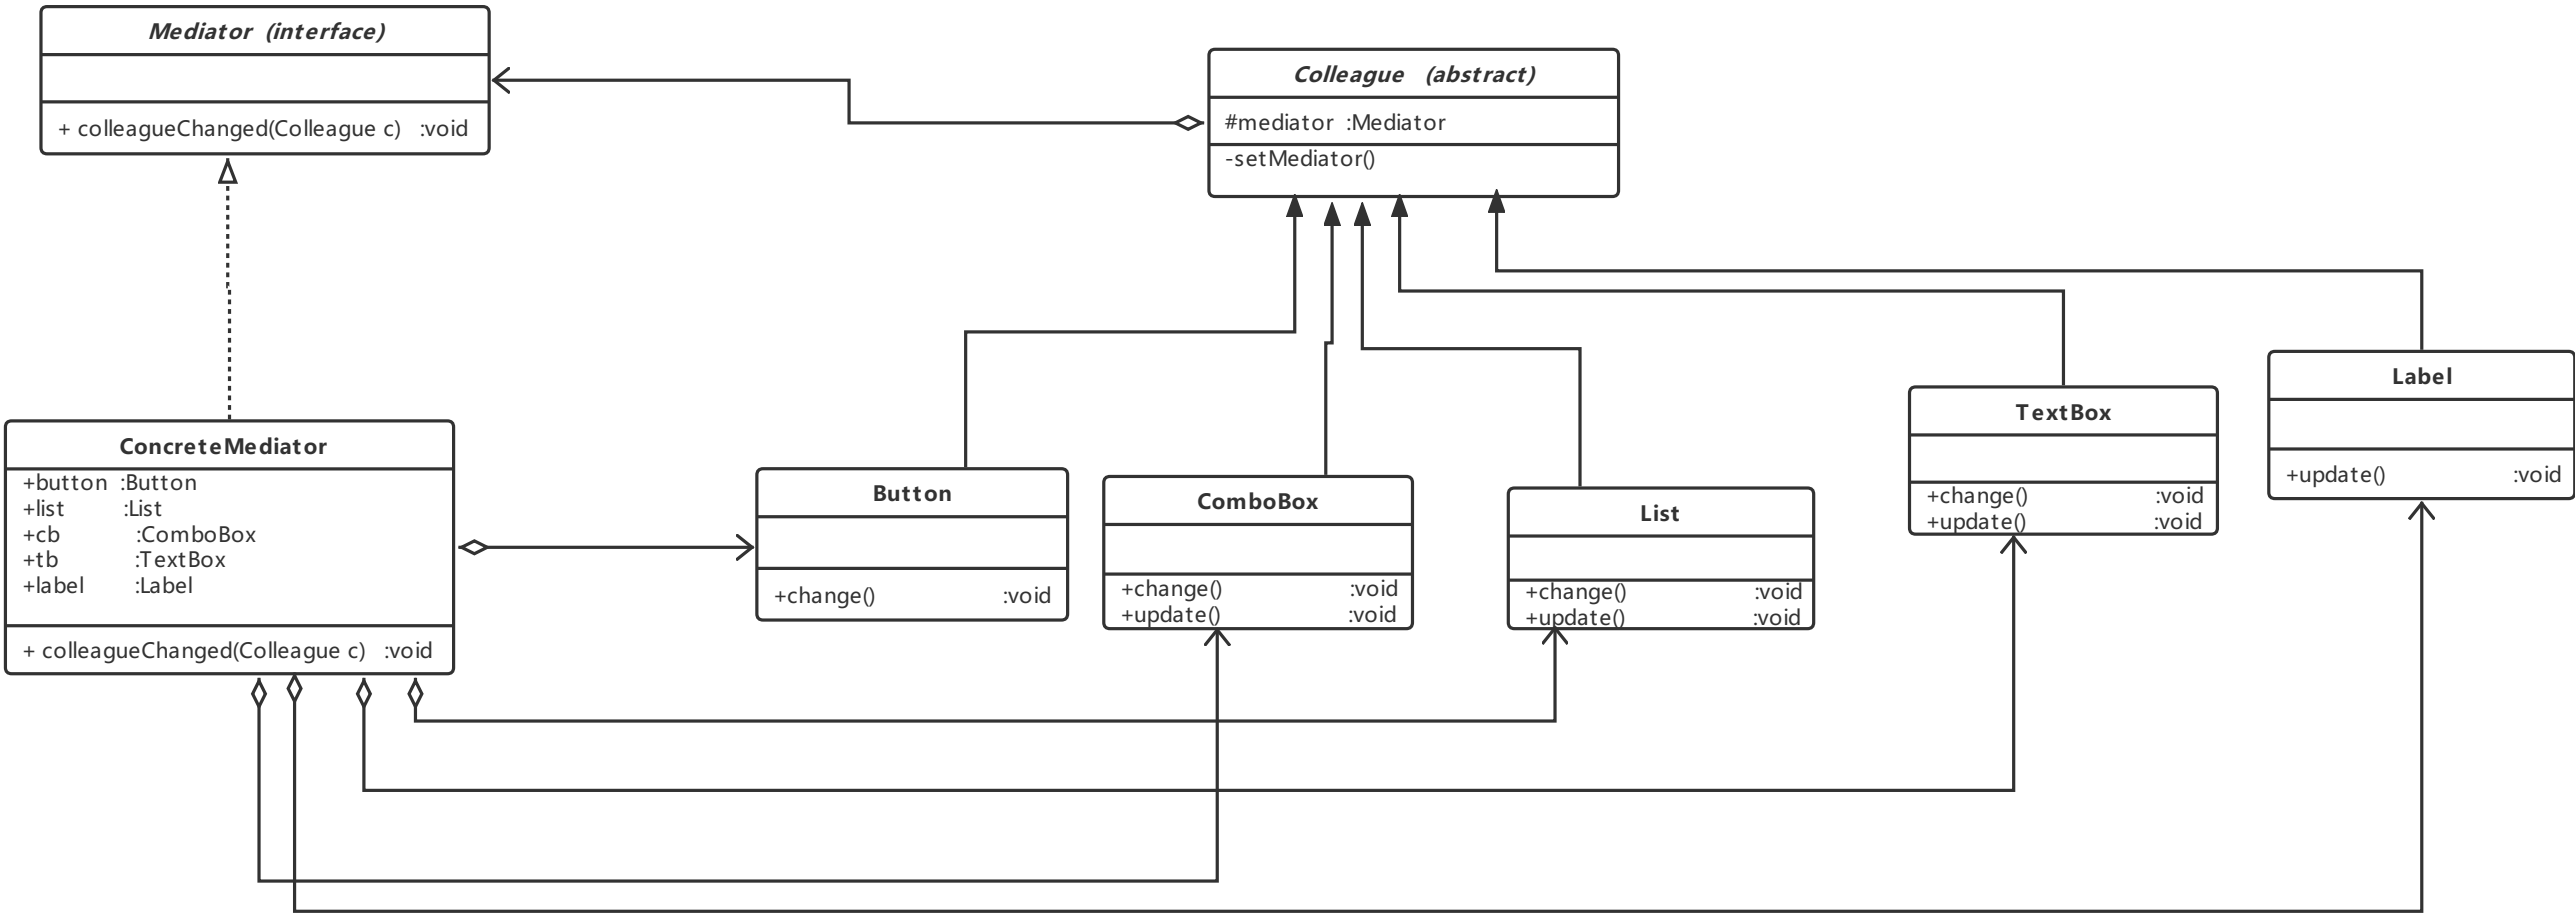 Mediator (interface)
+ colleagueChanged(Colleague c) :void
Colleague (abstract)
#mediator :Mediator
-setMediator()
ConcreteMediator
+button :Button
+list :List
+cb :ComboBox
+tb :TextBox
+label :Label
+ colleagueChanged(Colleague c) :void
Button
+change() :void
ComboBox
+change() :void
+update() :void
List
+change() :void
+update() :void
TextBox
+change() :void
+update() :void
Label
+update() :void